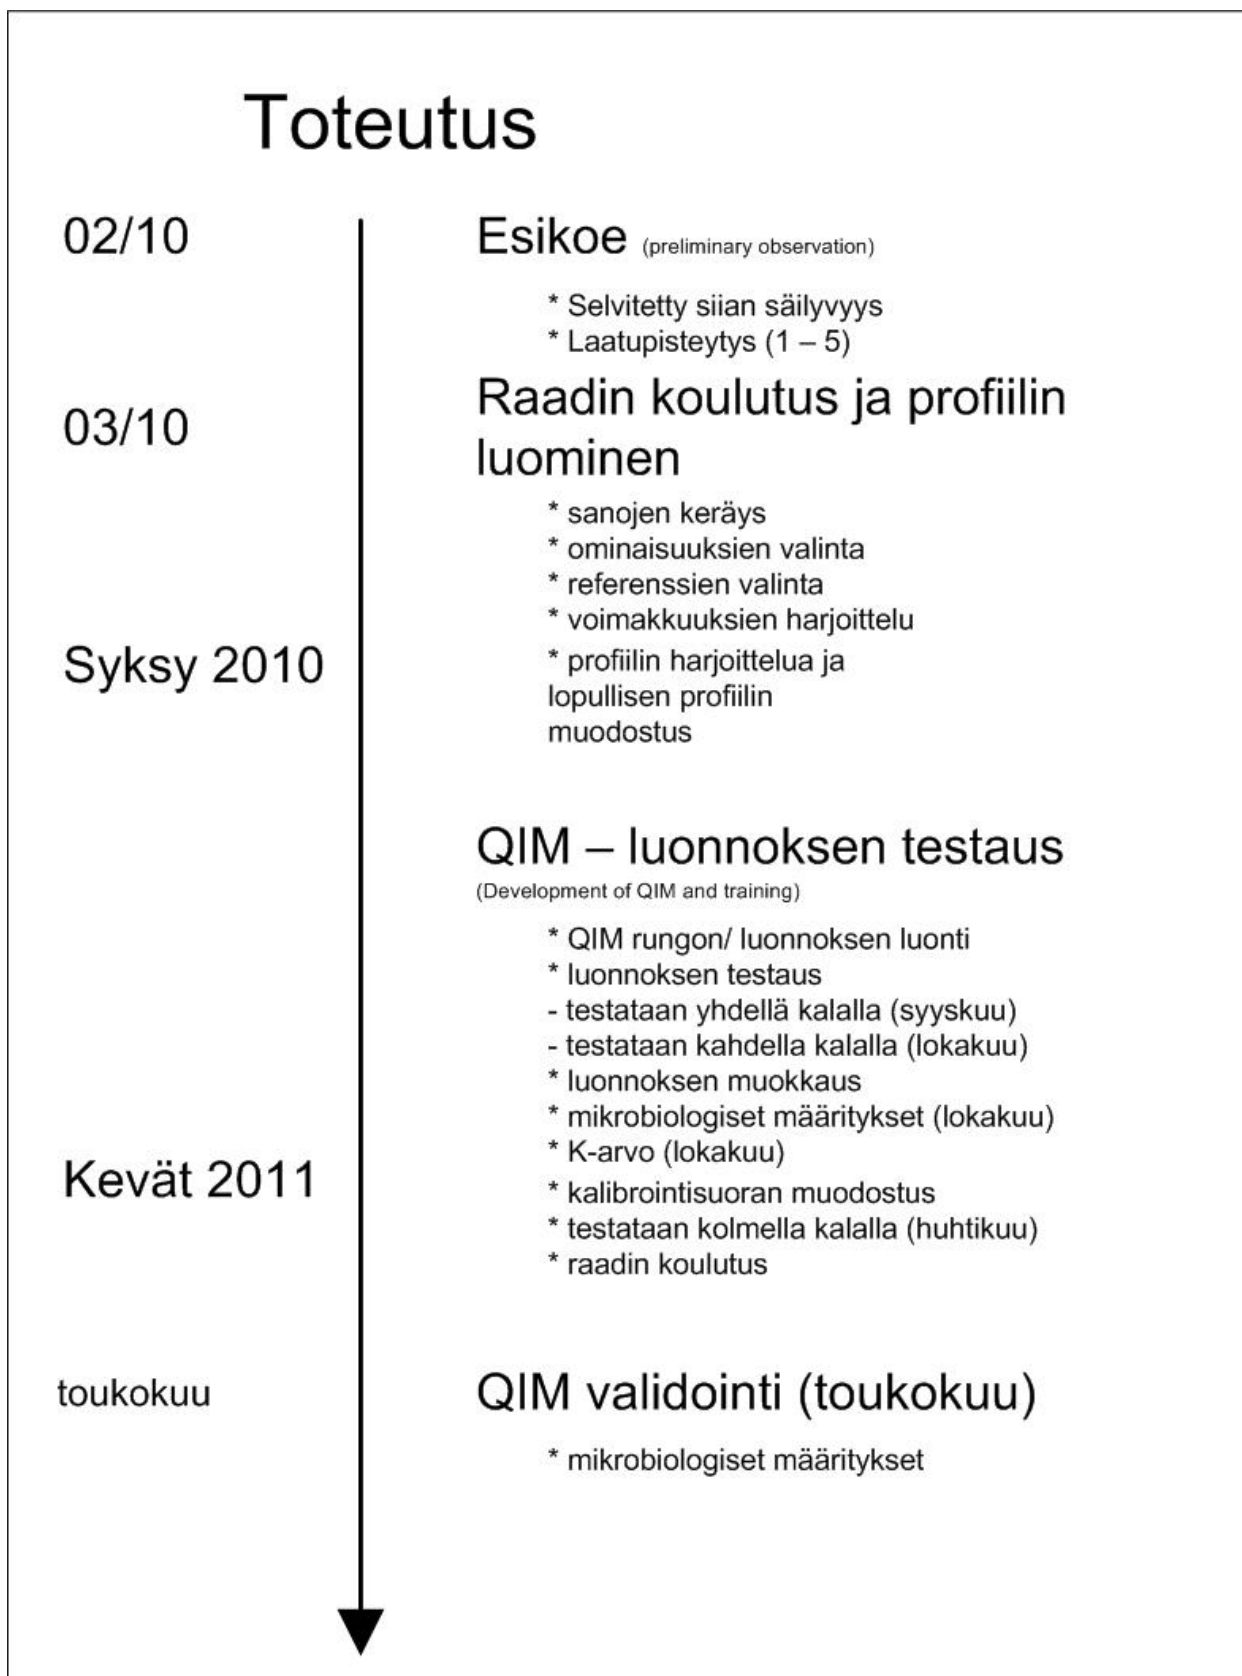 Toteutus
02/10
Esikoe (preliminary observation)
* Selvitetty siian säilyvyys
* Laatupisteytys (1 – 5)
03/10
Raadin koulutus ja profiilin
luominen
* sanojen keräys
* ominaisuuksien valinta
* referenssien valinta
* voimakkuuksien harjoittelu
Syksy 2010
* profiilin harjoittelua ja
lopullisen profiilin
muodostus
QIM – luonnoksen testaus
(Development of QIM and training)
* QIM rungon/ luonnoksen luonti
* luonnoksen testaus
- testataan yhdellä kalalla (syyskuu)
- testataan kahdella kalalla (lokakuu)
* luonnoksen muokkaus
* mikrobiologiset määritykset (lokakuu)
* K-arvo (lokakuu)
Kevät 2011
* kalibrointisuoran muodostus
* testataan kolmella kalalla (huhtikuu)
* raadin koulutus
toukokuu
QIM validointi (toukokuu)
* mikrobiologiset määritykset